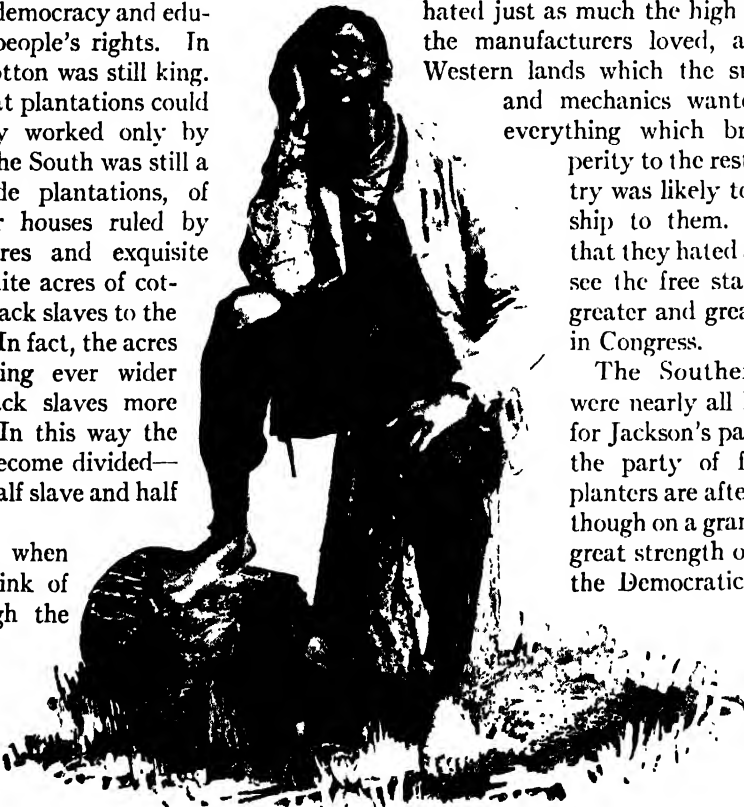 democracy and edu-
people's rights. In
otton was still king.
at plantations could
y worked only by
he South was still a
de plantations, of
r houses ruled by
res and exquisite
ite acres of cot-
ack slaves to the
In fact, the acres
ing ever wider
ck slaves more
In this way the
ecome divided—
alf slave and half
when
ink of
gh the
hated just as much the high
the manufacturers loved, a
Western lands which the sm
and mechanics wante
everything which br
perity to the rest
try was likely to
ship to them.
that they hated
see the free sta
greater and grea
in Congress.
The Southe
were nearly all
for Jackson's pa
the party of f
planters are afte
though on a gran
great strength o
the Democratic